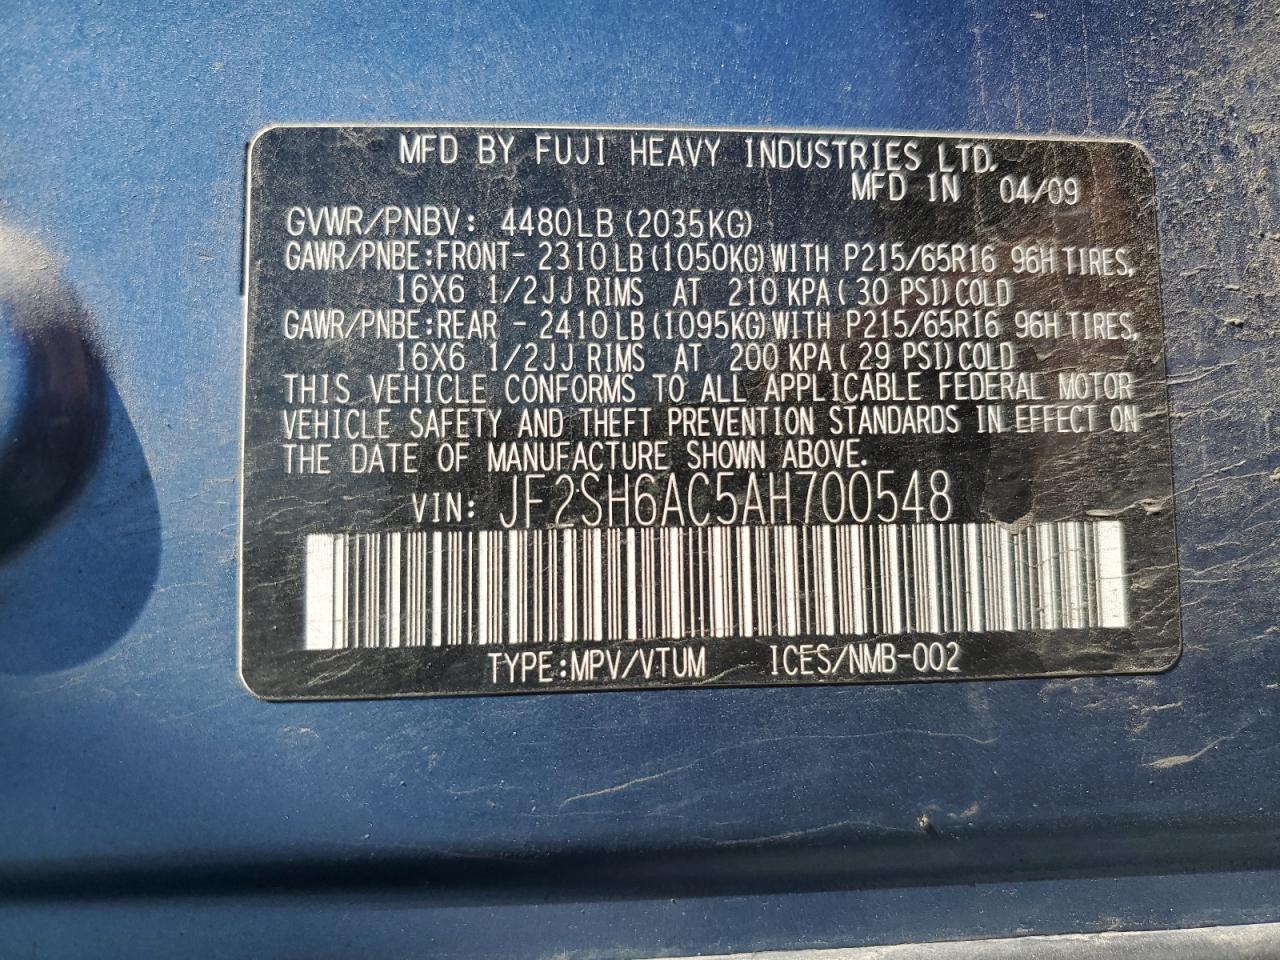 MFD BY FUJI HEAVY INDUSTRIES LTD.
MFD IN 04/09
GVWR/PNBV: 4480LB (2035KG)
GAWR/PNBE:FRONT- 2310LB(1050KG)WITH P215/65R16 96H TIRES,
16X6 1/2JJ RIMS AT 210 KPA( 30 PSI)COLD
GAWR/PNBE:REAR - 2410LB(1095KG)WITH P215/65R16 96H TIRES,
16X6 1/2JJ RIMS AT 200 KPA( 29 PSI)COLD
THIS VEHICLE CONFORMS TO ALL APPLICABLE FEDERAL MOTOR
VEHICLE SAFETY AND THEFT PREVENTION STANDARDS IN EFFECT ON
THE DATE OF MANUFACTURE SHOWN ABOVE.
VIN: JF2SH6AC5AH700548
TYPE:MPV/VTUM ICES/NMB-002